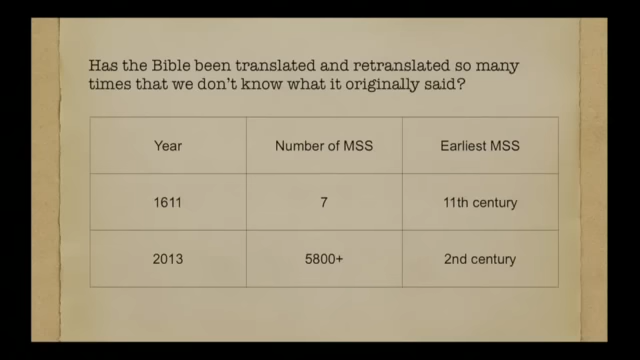 Has the Bible been translated and retranslated so many
times that we don't know what it originally said?
Year Number of MSS Earliest MSS
1611 7 11th century
2013 5800+ 2nd century